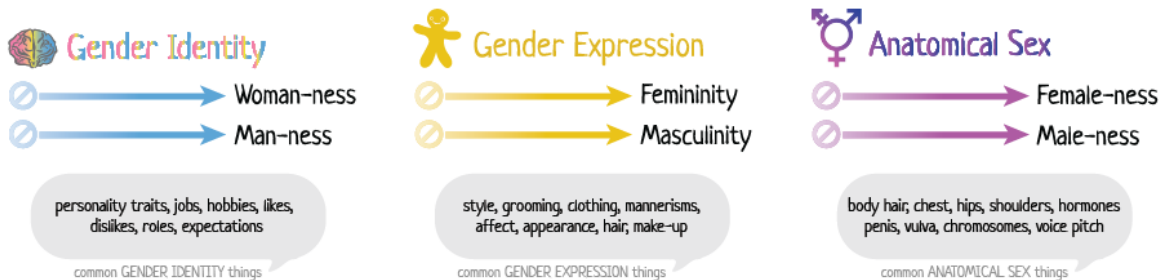 Gender Identity
Woman-ness
Man-ness
personality traits, jobs, hobbies, likes,
dislikes, roles, expectations
common GENDER IDENTITY things
Gender Expression
Femininity
Masculinity
style, grooming, clothing, mannerisms,
affect, appearance, hair, make-up
common GENDER EXPRESSION things
Anatomical Sex
Female-ness
Male-ness
body hair, chest, hips, shoulders, hormones
penis, vulva, chromosomes, voice pitch
common ANATOMICAL SEX things